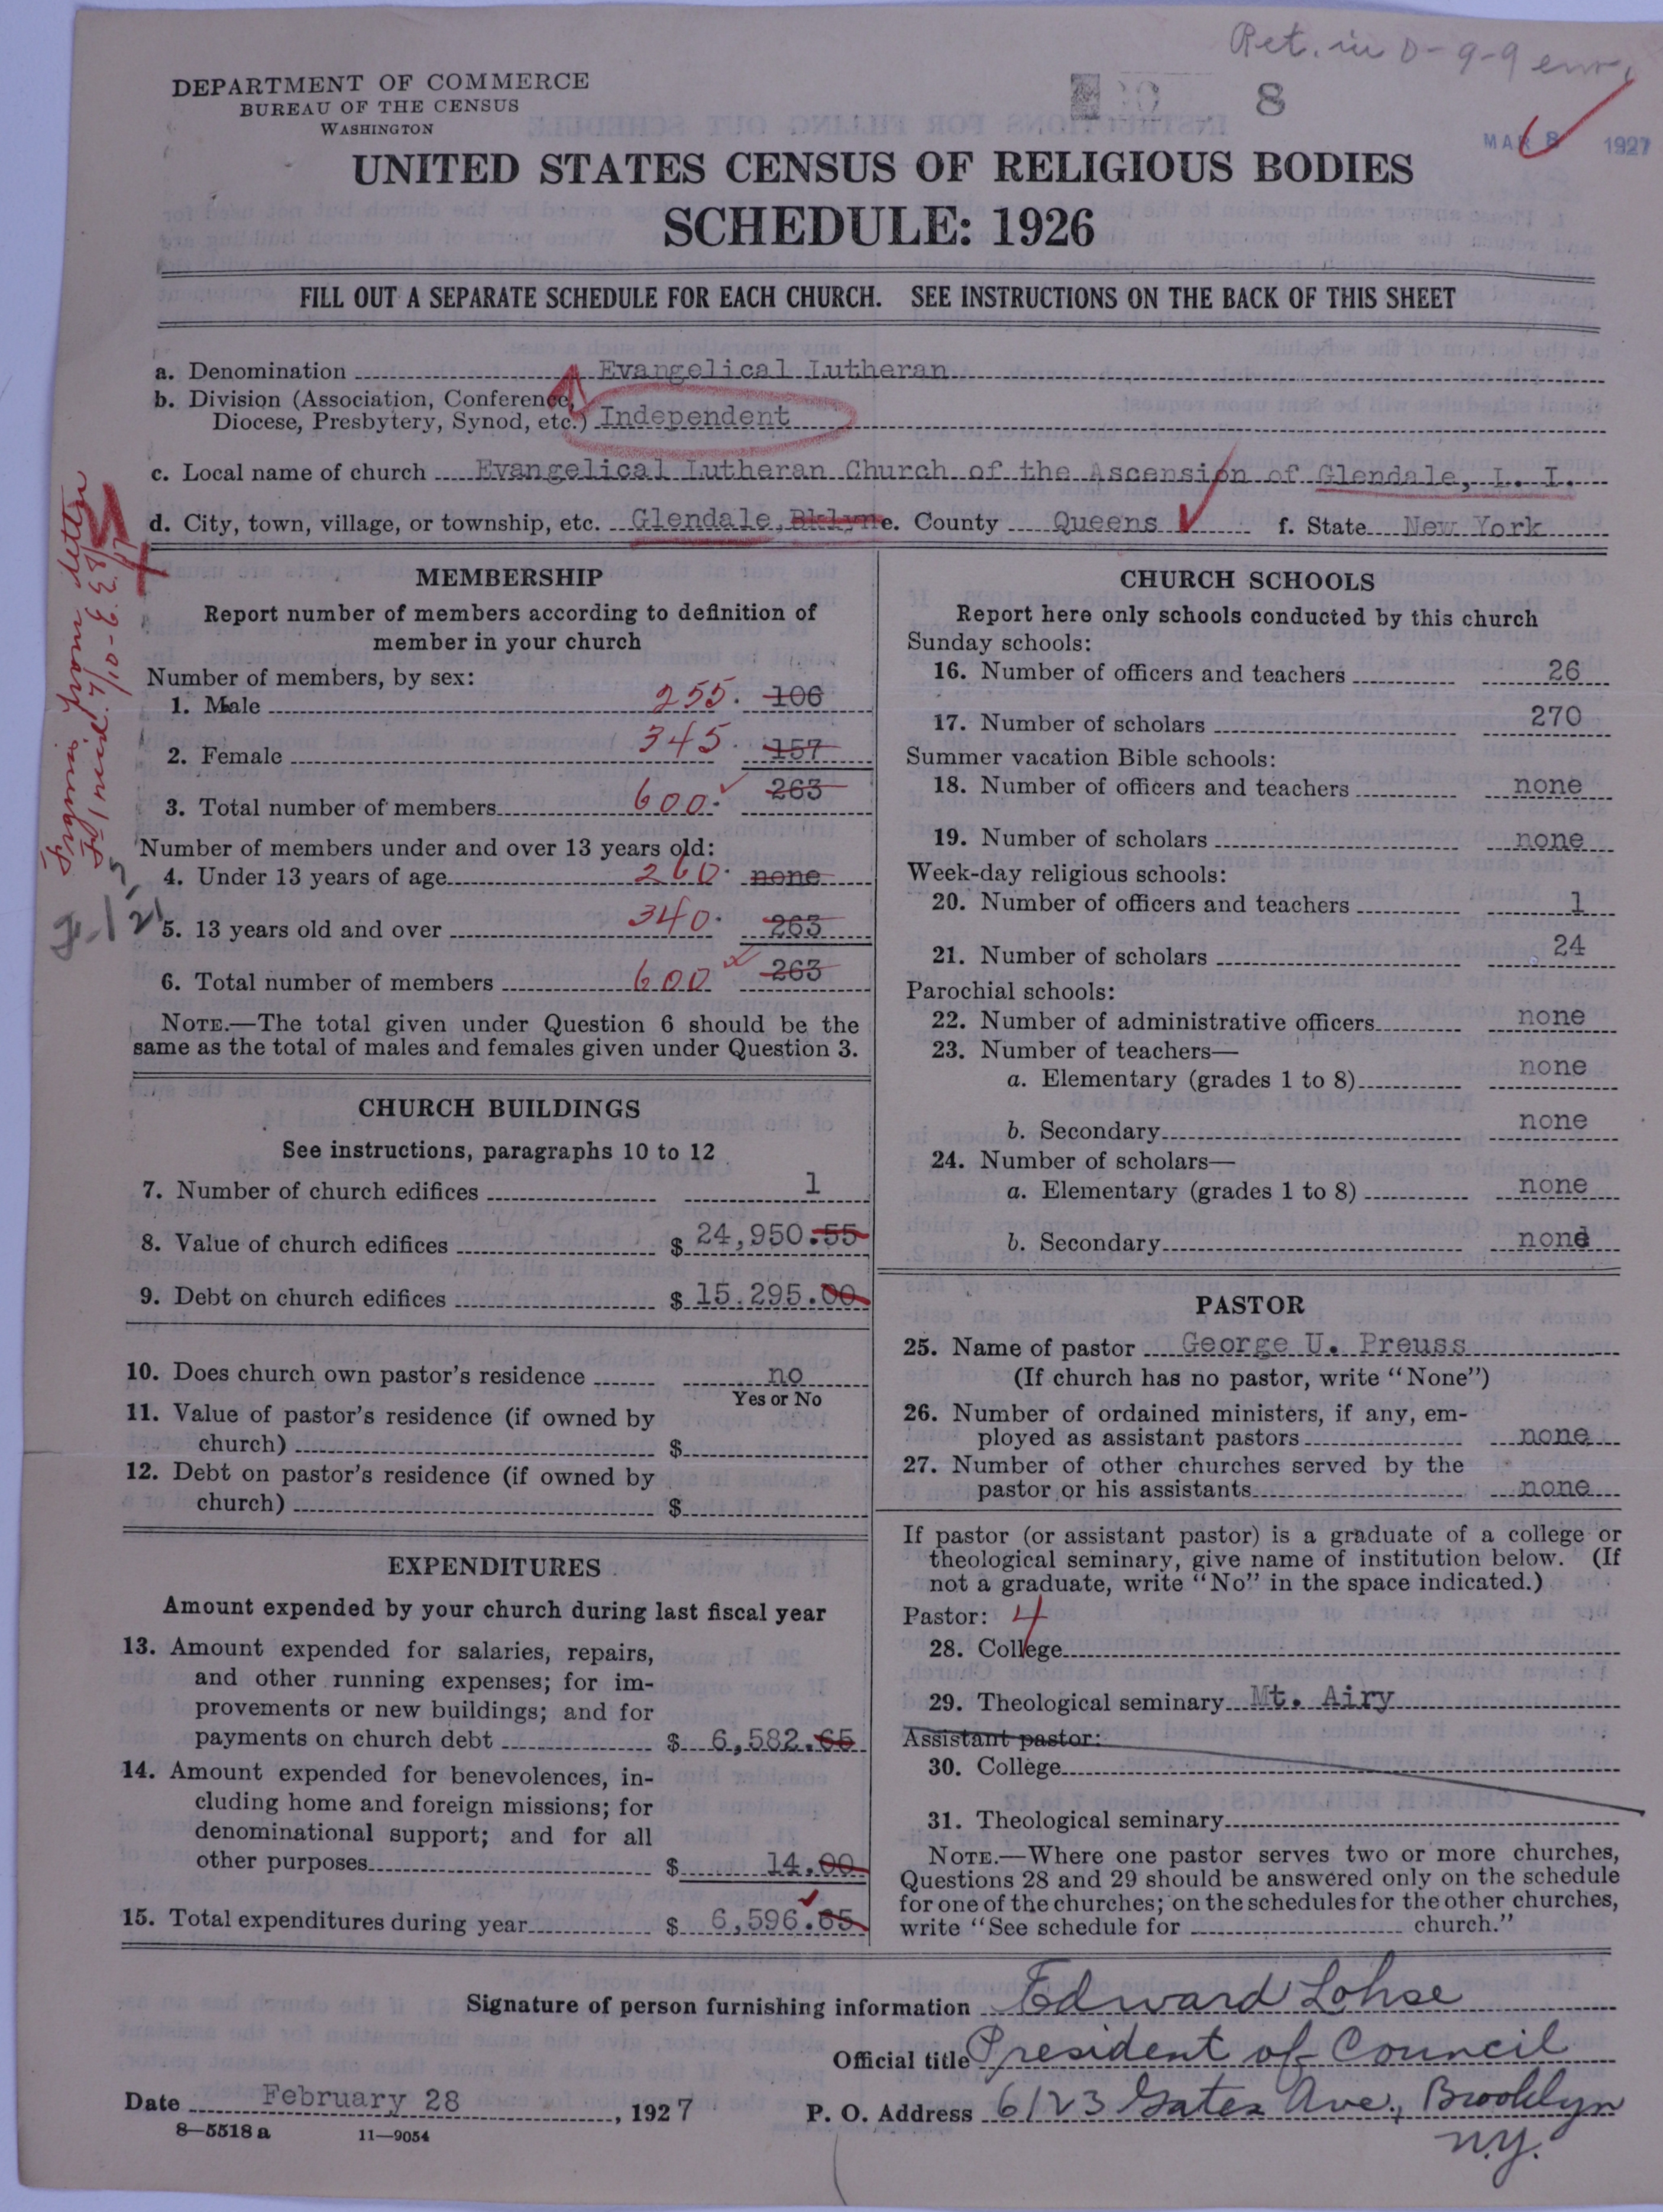 Ret. in D-9-9 env.
DEPARTMENT OF COMMERCE
BUREAU OF THE CENSUS
WASHINGTON
8
MAR 8 1927
UNITED STATES CENSUS OF RELIGIOUS BODIES
SCHEDULE: 1926
FILL OUT A SEPARATE SCHEDULE FOR EACH CHURCH. SEE INSTRUCTIONS ON THE BACK OF THIS SHEET
a. Denomination Evangelical Lutheran
b. Division (Association, Conference,
Diocese, Presbytery, Synod, etc.) Independent
c. Local name of church Evangelical Lutheran Church of the Ascension of Glendale, L. I.
d. City, town, village, or township, etc. Glendale, Bklyn e. County Queens f. State New York
from letter
MEMBERSHIP
Report number of members according to definition of
member in your church
Number of members, by sex:
1. Male 255. 106
2. Female 345. 157
3. Total number of members 600. 263
Number of members under and over 13 years old:
4. Under 13 years of age 260. none
5. 13 years old and over 340. 263
6. Total number of members 600 263
NOTE.—The total given under Question 6 should be the
same as the total of males and females given under Question 3.
CHURCH BUILDINGS
See instructions, paragraphs 10 to 12
7. Number of church edifices 1
8. Value of church edifices $ 24,950.55
9. Debt on church edifices $ 15.295.00
10. Does church own pastor's residence no
Yes or No
11. Value of pastor's residence (if owned by
church) $
12. Debt on pastor's residence (if owned by
church) $
EXPENDITURES
Amount expended by your church during last fiscal year
13. Amount expended for salaries, repairs,
and other running expenses; for im-
provements or new buildings; and for
payments on church debt $ 6,582.65
14. Amount expended for benevolences, in-
cluding home and foreign missions; for
denominational support; and for all
other purposes $ 14.00
15. Total expenditures during year $ 6,596.65
CHURCH SCHOOLS
Report here only schools conducted by this church
Sunday schools:
16. Number of officers and teachers 26
17. Number of scholars 270
Summer vacation Bible schools:
18. Number of officers and teachers none
19. Number of scholars none
Week-day religious schools:
20. Number of officers and teachers 1
21. Number of scholars 24
Parochial schools:
22. Number of administrative officers none
23. Number of teachers—
a. Elementary (grades 1 to 8) none
b. Secondary none
24. Number of scholars—
a. Elementary (grades 1 to 8) none
b. Secondary none
PASTOR
25. Name of pastor George U. Preuss
(If church has no pastor, write "None")
26. Number of ordained ministers, if any, em-
ployed as assistant pastors none
27. Number of other churches served by the
pastor or his assistants none
If pastor (or assistant pastor) is a graduate of a college or
theological seminary, give name of institution below. (If
not a graduate, write "No" in the space indicated.)
Pastor: 4
28. College
29. Theological seminary Mt. Airy
Assistant pastor:
30. College
31. Theological seminary
NOTE.—Where one pastor serves two or more churches,
Questions 28 and 29 should be answered only on the schedule
for one of the churches; on the schedules for the other churches,
write "See schedule for church."
Signature of person furnishing information Edward Lohse
Official title President of Council
Date February 28, 1927 P. O. Address 6123 Gates Ave., Brooklyn
N.Y.
8—5518 a 11—9054